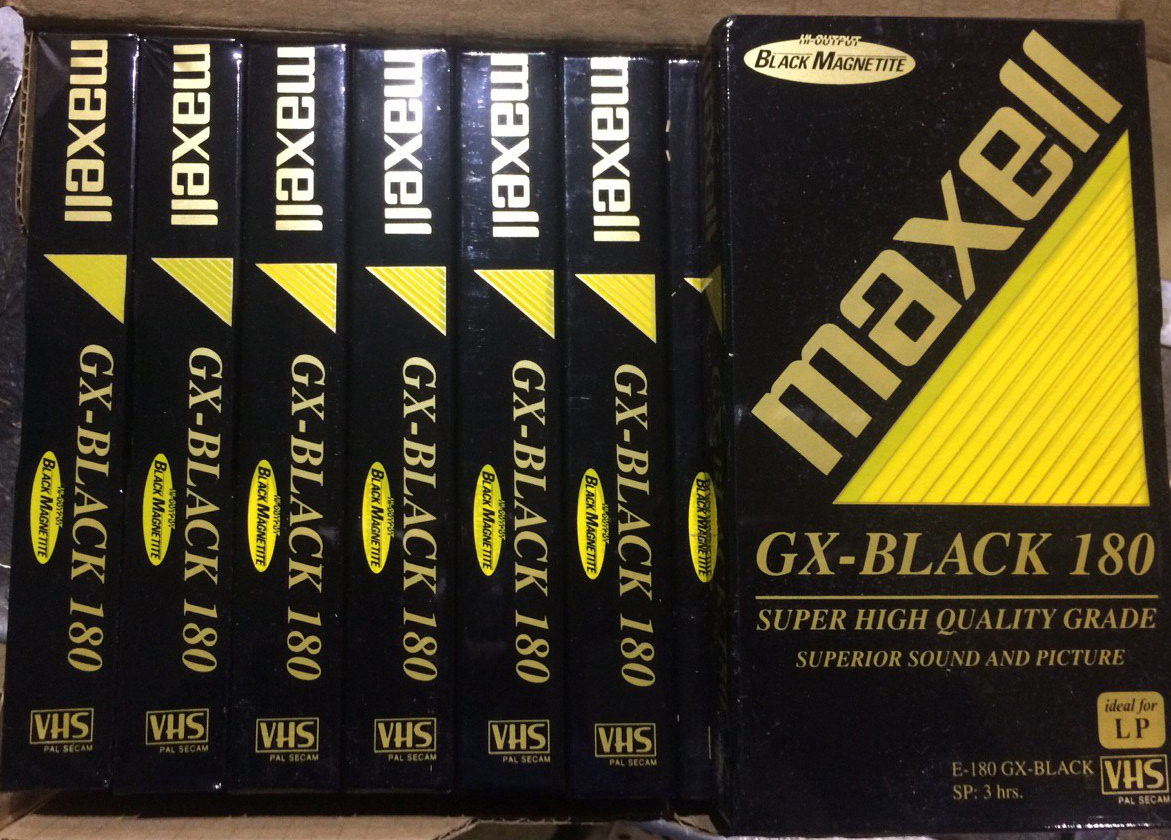 maxell
GX-BLACK 180
HI-OUTPUT
BLACK MAGNETITE
VHS
PAL SECAM
maxell
GX-BLACK 180
HI-OUTPUT
BLACK MAGNETITE
VHS
PAL SECAM
maxell
GX-BLACK 180
HI-OUTPUT
BLACK MAGNETITE
VHS
PAL SECAM
maxell
GX-BLACK 180
HI-OUTPUT
BLACK MAGNETITE
VHS
PAL SECAM
maxell
GX-BLACK 180
HI-OUTPUT
BLACK MAGNETITE
VHS
PAL SECAM
maxell
GX-BLACK 180
HI-OUTPUT
BLACK MAGNETITE
VHS
PAL SECAM
BLACK MAGNETITE
HI-OUTPUT
BLACK MAGNETITE
maxell
GX-BLACK 180
SUPER HIGH QUALITY GRADE
SUPERIOR SOUND AND PICTURE
ideal for
LP
E-180 GX-BLACK
SP: 3 hrs.
VHS
PAL SECAM